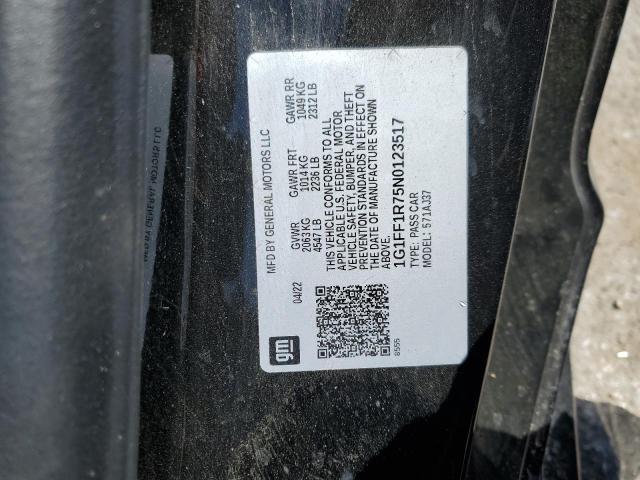 MFD BY GENERAL MOTORS LLC
04/22 GVWR GAWR FRT GAWR RR
2063 KG 1014 KG 1049 KG
4547 LB 2236 LB 2312 LB
THIS VEHICLE CONFORMS TO ALL
APPLICABLE U.S. FEDERAL MOTOR
VEHICLE SAFETY, BUMPER, AND THEFT
PREVENTION STANDARDS IN EFFECT ON
THE DATE OF MANUFACTURE SHOWN
ABOVE.
1G1FF1R75N0123517
TYPE: PASS CAR
MODEL: 571AJ37
gm
8555